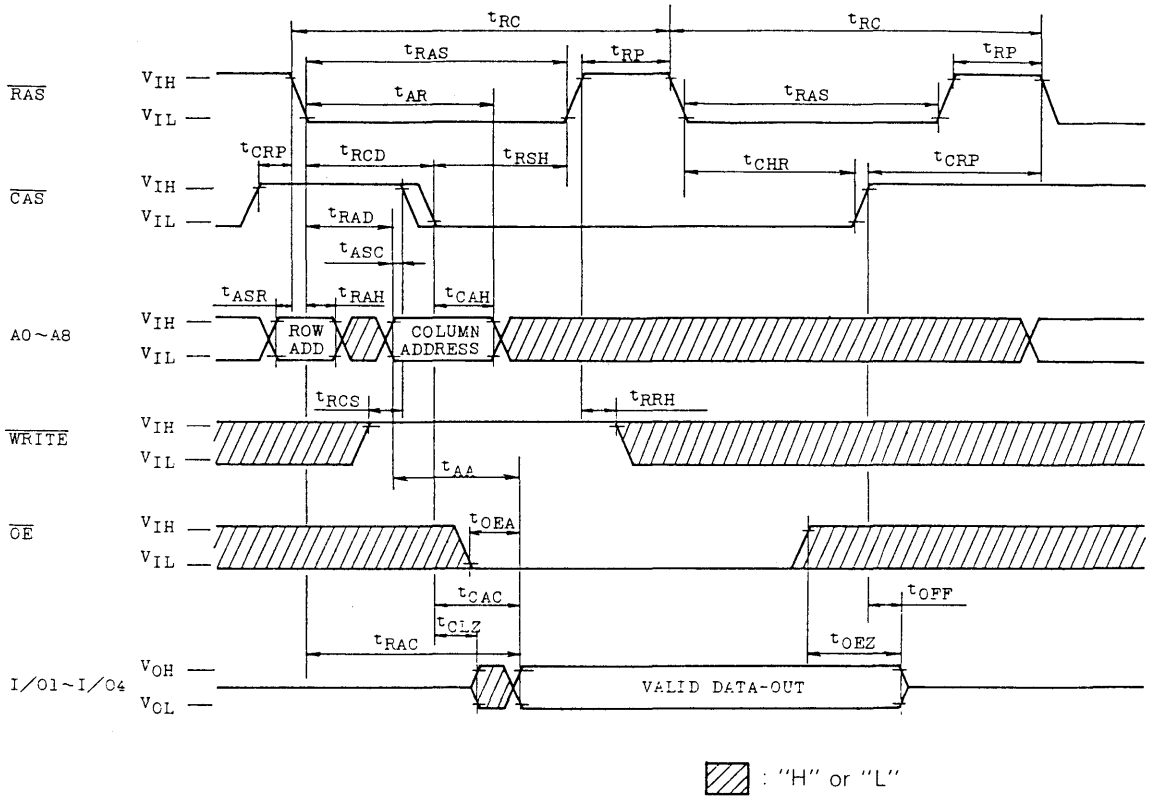 tRC tRC
tRAS tRP tRP
RAS VIH
VIL
tAR tRAS
tCRP tRCD tRSH tCHR tCRP
CAS VIH
VIL
tRAD
tASC
tASR tRAH tCAH
A0~A8 VIH
VIL
ROW ADD
COLUMN ADDRESS
tRCS tRRH
WRITE VIH
VIL
tAA
OE VIH
VIL
tOEA
tCAC tOFF
tCLZ
tRAC tOEZ
I/O1~I/O4 VOH
VOL
VALID DATA-OUT
: "H" or "L"